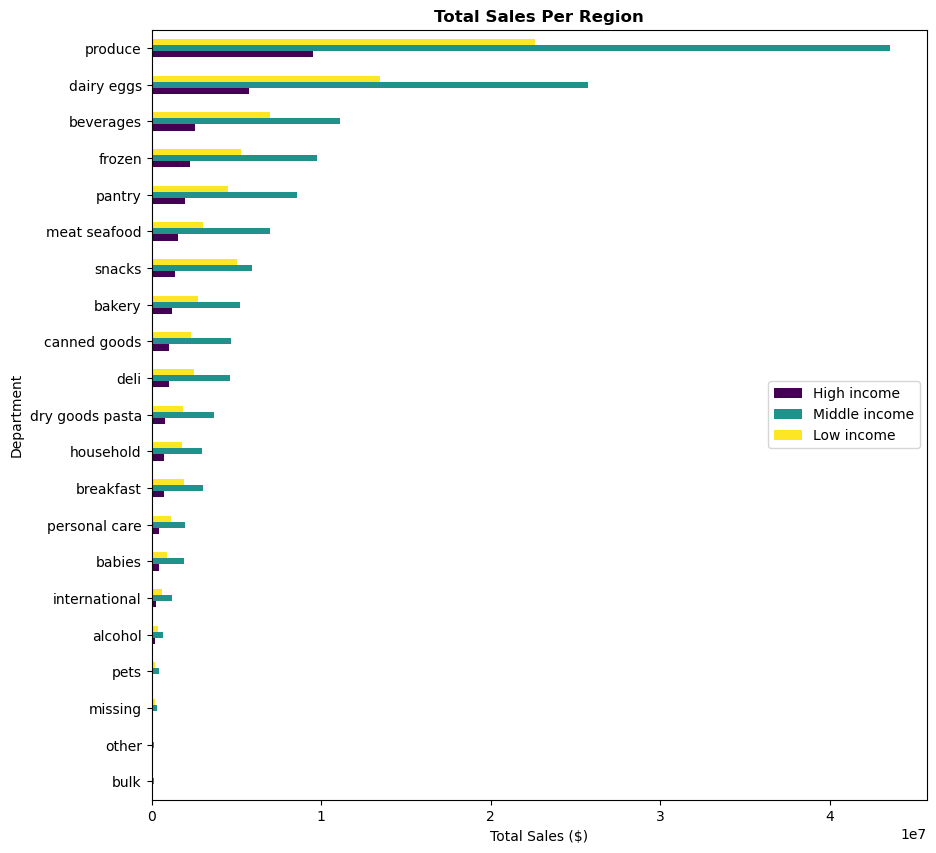 Total Sales Per Region
produce
dairy eggs
beverages
frozen
pantry
meat seafood
snacks
bakery
canned goods
deli
dry goods pasta
household
breakfast
personal care
babies
international
alcohol
pets
missing
other
bulk
Department
High income
Middle income
Low income
0 1 2 3 4
1e7
Total Sales ($)